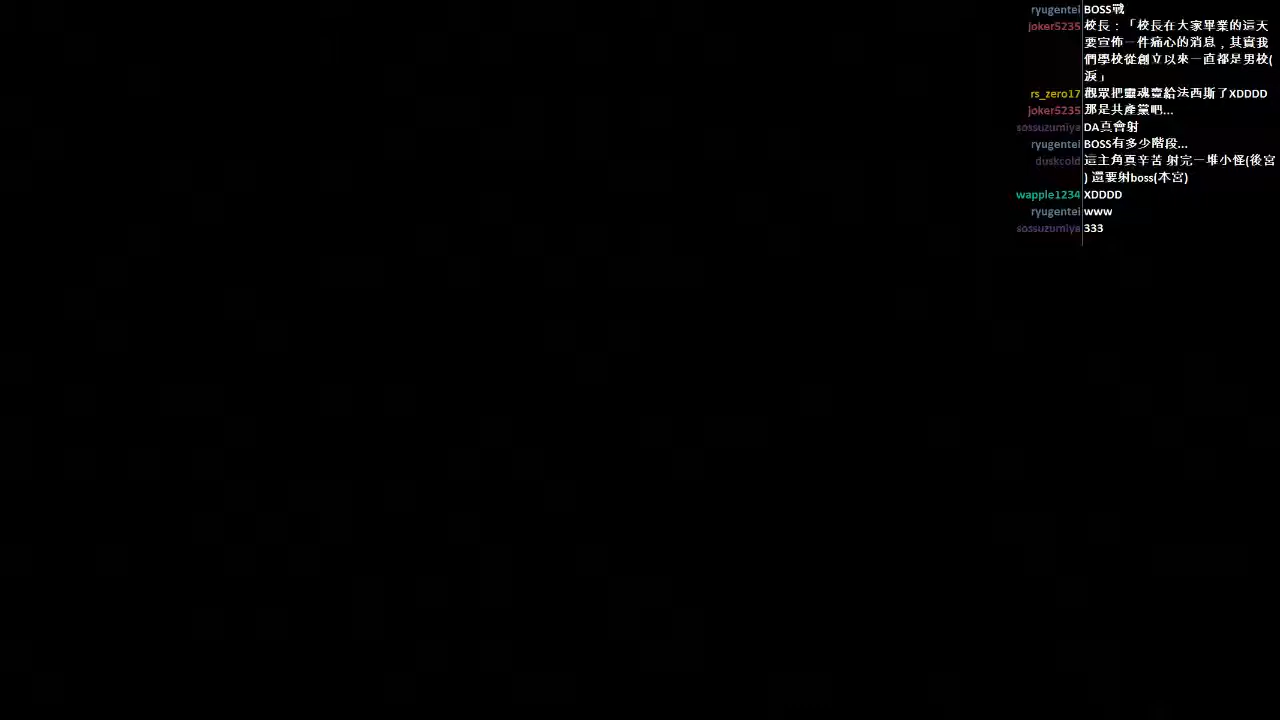 ryugentei BOSS戰
joker5235 校長：「校長在大家畢業的這天
要宣佈一件痛心的消息，其實我
們學校從創立以來一直都是男校(
淚」
rs_zero17 觀眾把靈魂賣給法西斯了XDDDD
joker5235 那是共產黨吧...
sossuzumiya DA真會射
ryugentei BOSS有多少階段...
duskcold 這主角真辛苦 射完一堆小怪(後宮
) 還要射boss(本宮)
wapple1234 XDDDD
ryugentei www
sossuzumiya 333